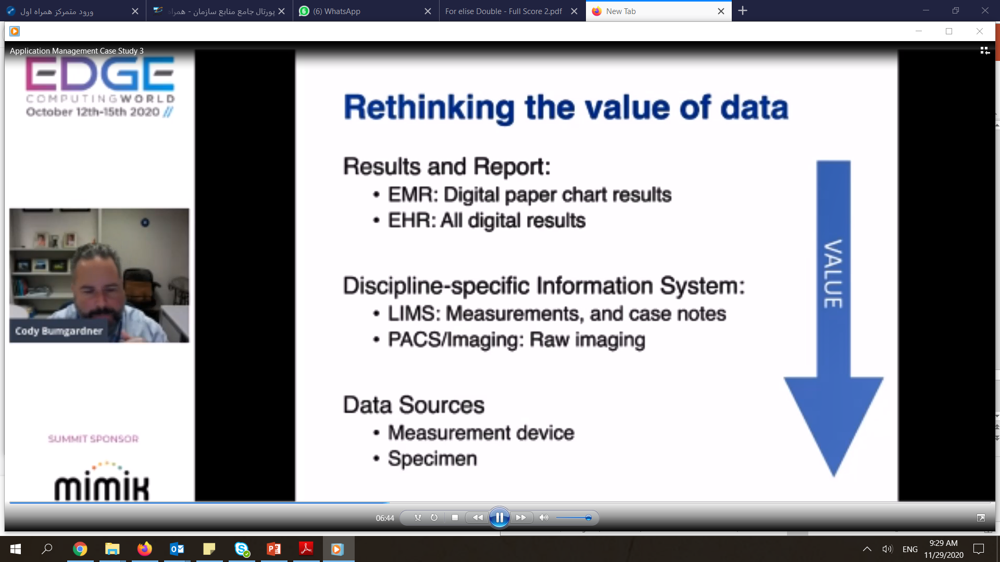 ورود متمرکز همراه اول
پورتال جامع منابع سازمان - همراه
(6) WhatsApp
For elise Double - Full Score 2.pdf
New Tab
Application Management Case Study 3
EDGE
COMPUTINGWORLD
October 12th-15th 2020 //
Cody Bumgardner
SUMMIT SPONSOR
mimik
Rethinking the value of data
Results and Report:
• EMR: Digital paper chart results
• EHR: All digital results
Discipline-specific Information System:
• LIMS: Measurements, and case notes
• PACS/Imaging: Raw imaging
Data Sources
• Measurement device
• Specimen
VALUE
06:44
ENG
9:29 AM
11/29/2020